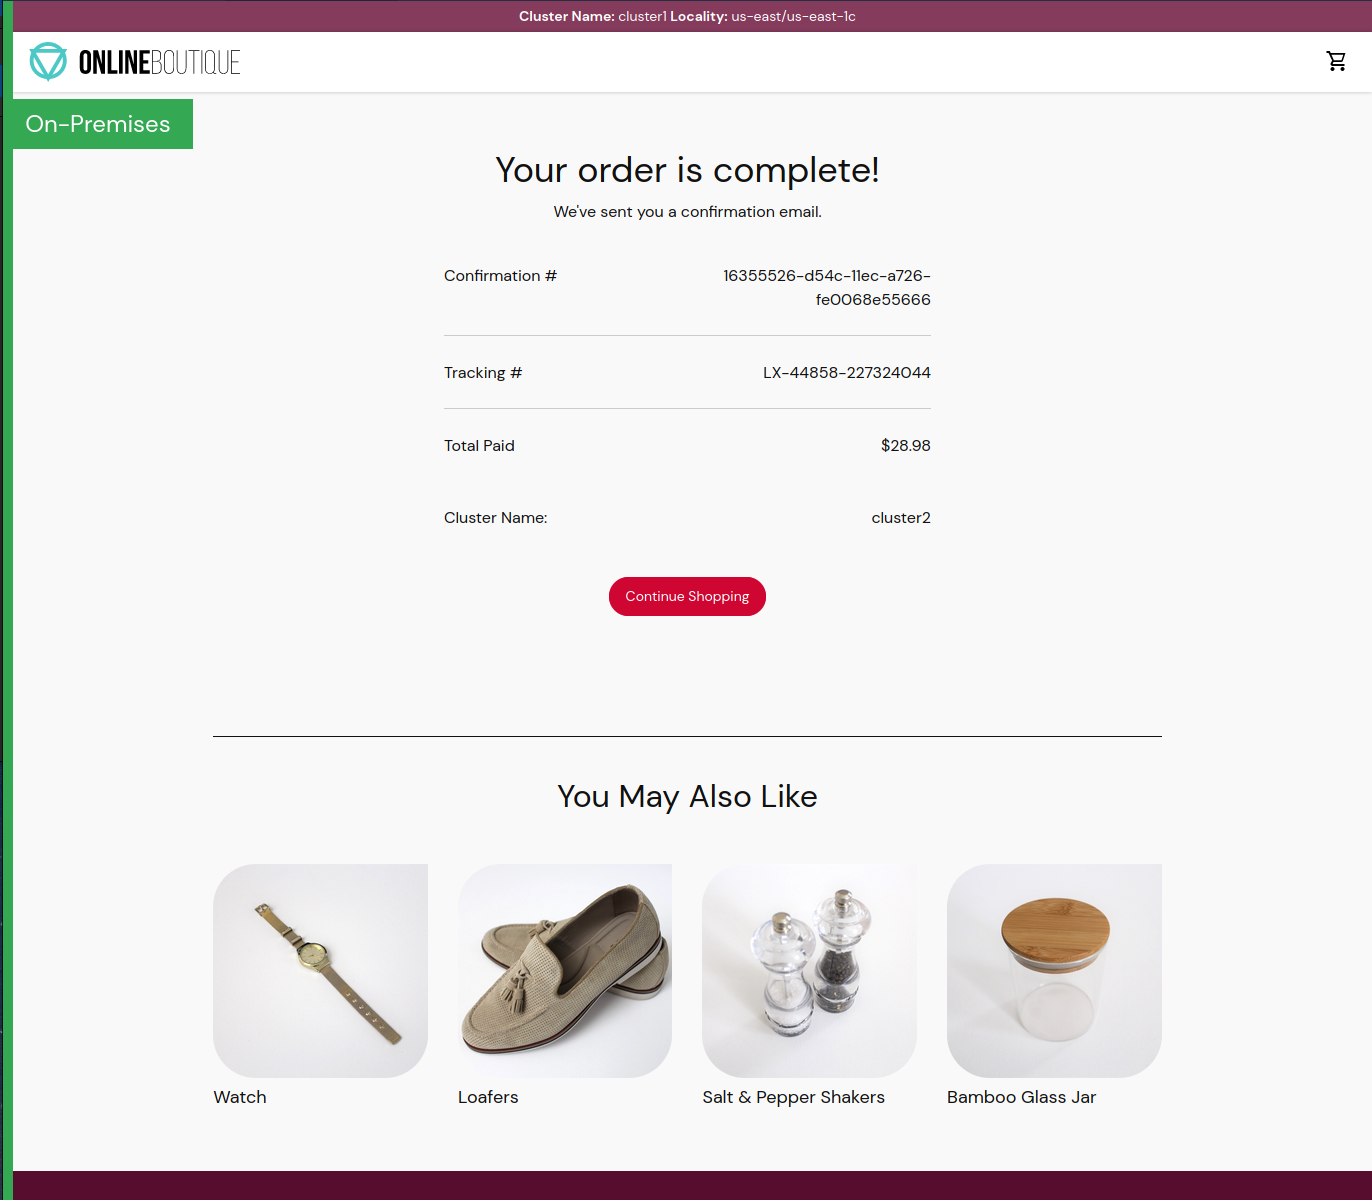 Cluster Name: cluster1 Locality: us-east/us-east-1c
ONLINEBOUTIQUE
On-Premises
Your order is complete!
We've sent you a confirmation email.
Confirmation # 16355526-d54c-11ec-a726-
fe0068e55666
Tracking # LX-44858-227324044
Total Paid $28.98
Cluster Name: cluster2
Continue Shopping
You May Also Like
Watch Loafers Salt & Pepper Shakers Bamboo Glass Jar